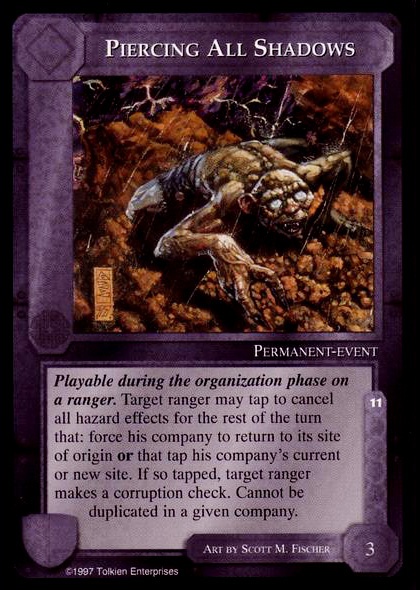 Piercing All Shadows
Permanent-event
Playable during the organization phase on
a ranger. Target ranger may tap to cancel
all hazard effects for the rest of the turn
that: force his company to return to its site
of origin or that tap his company's current
or new site. If so tapped, target ranger
makes a corruption check. Cannot be
duplicated in a given company.
11
Art by Scott M. Fischer
3
©1997 Tolkien Enterprises